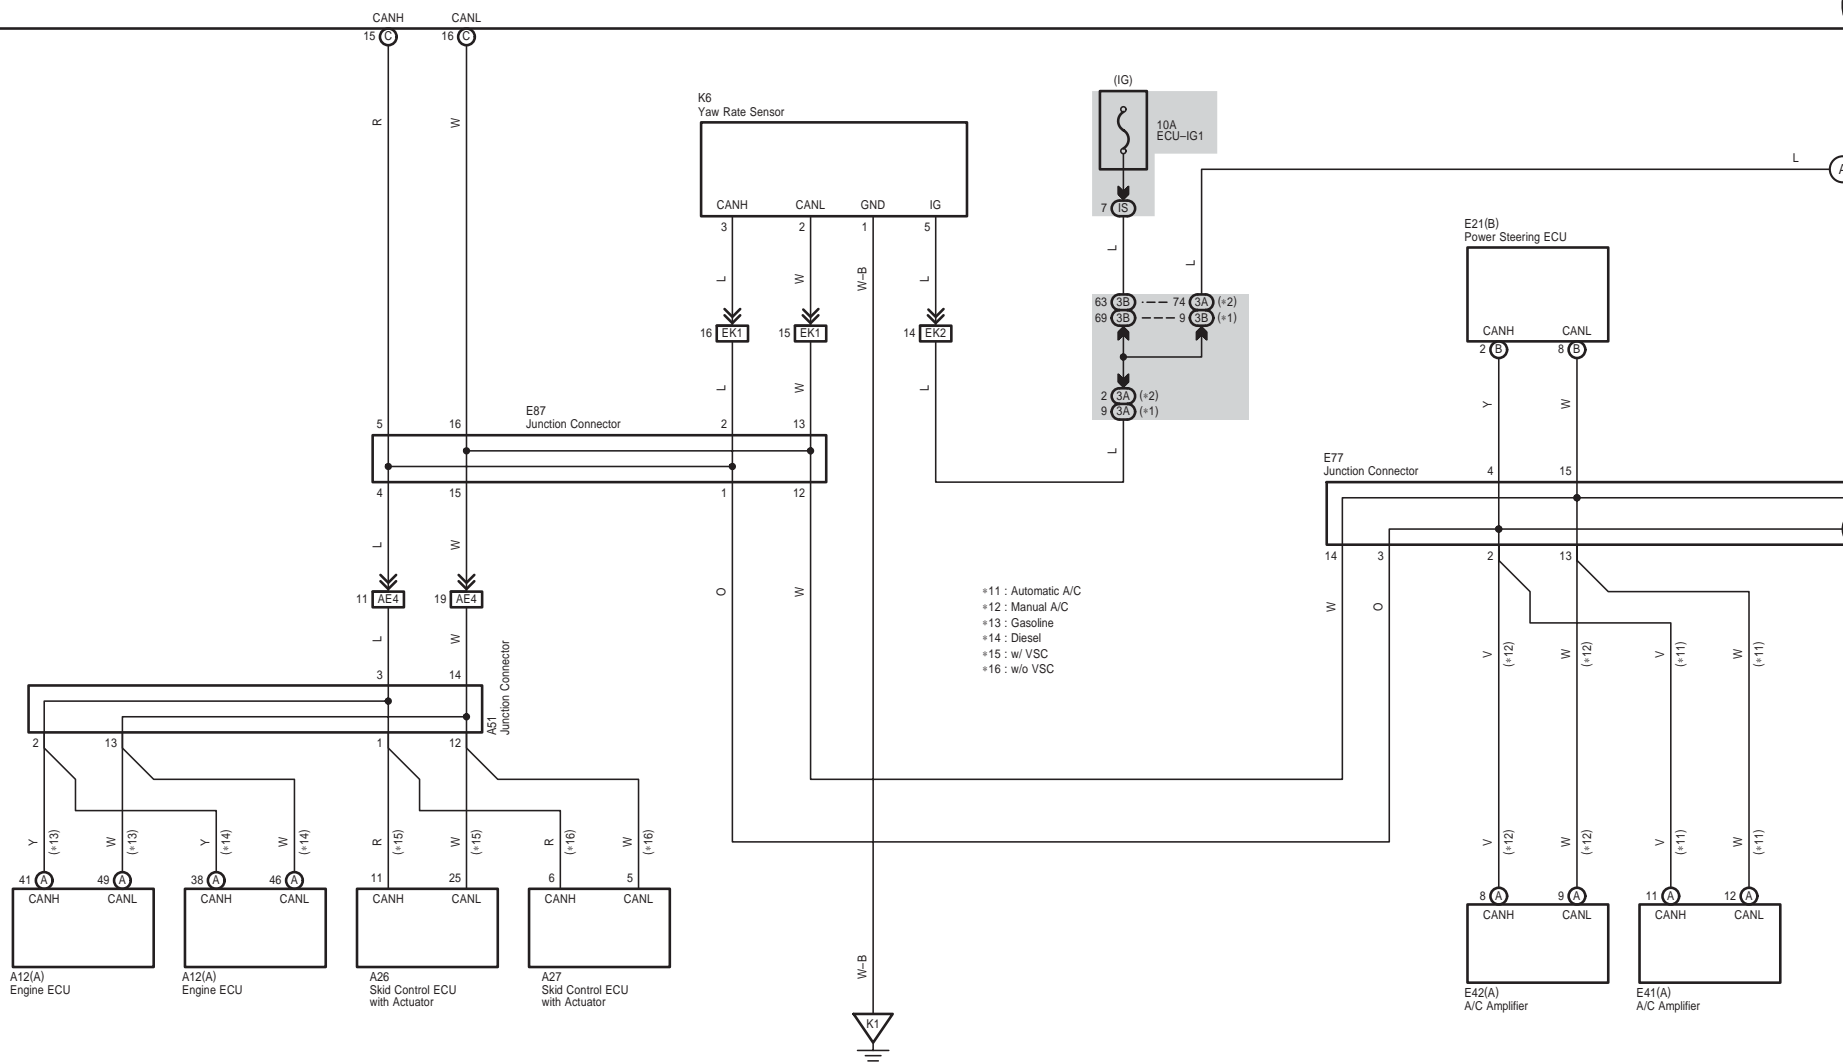 CANH CANL
15 C 16 C
R W
K6
Yaw Rate Sensor
CANH CANL GND IG
3 2 1 5
L W W–B L
16 EK1 15 EK1 14 EK2
L W L
(IG)
10A
ECU–IG1
7 IS
L L
63 3B 74 3A (*2)
69 3B 9 3B (*1)
2 3A (*2)
9 3A (*1)
L
L
E21(B)
Power Steering ECU
CANH CANL
2 B 8 B
Y W
E87
Junction Connector
5 16 2 13
4 15 1 12
L W O W
11 AE4 19 AE4
L W
E77
Junction Connector
4 15
14 3 2 13
W O
*11 : Automatic A/C
*12 : Manual A/C
*13 : Gasoline
*14 : Diesel
*15 : w/ VSC
*16 : w/o VSC
V (*12) W (*12) V (*11) W (*11)
3 14
A51
Junction Connector
2 13 1 12
Y (*13) W (*13) Y (*14) W (*14) R (*15) W (*15) R (*16) W (*16)
V (*12) W (*12) V (*11) W (*11)
41 A 49 A 38 A 46 A 11 25 6 5
CANH CANL CANH CANL CANH CANL CANH CANL
8 A 9 A 11 A 12 A
CANH CANL CANH CANL
A12(A)
Engine ECU
A12(A)
Engine ECU
A26
Skid Control ECU
with Actuator
A27
Skid Control ECU
with Actuator
W–B
K1
E42(A)
A/C Amplifier
E41(A)
A/C Amplifier